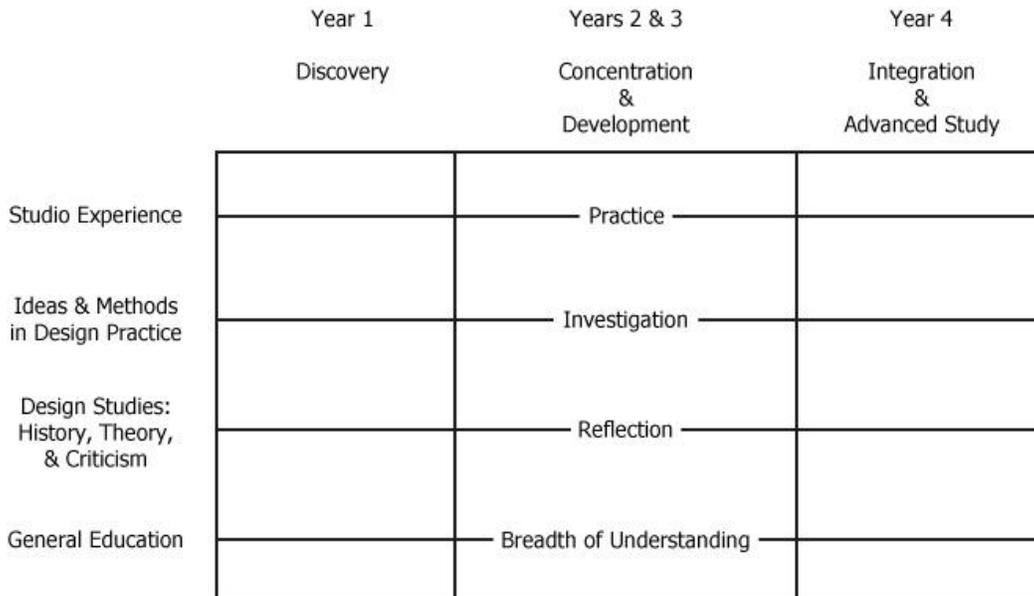 Year 1
Years 2 & 3
Year 4
Discovery
Concentration
&
Development
Integration
&
Advanced Study
Studio Experience
Practice
Ideas & Methods
in Design Practice
Investigation
Design Studies:
History, Theory,
& Criticism
Reflection
General Education
Breadth of Understanding